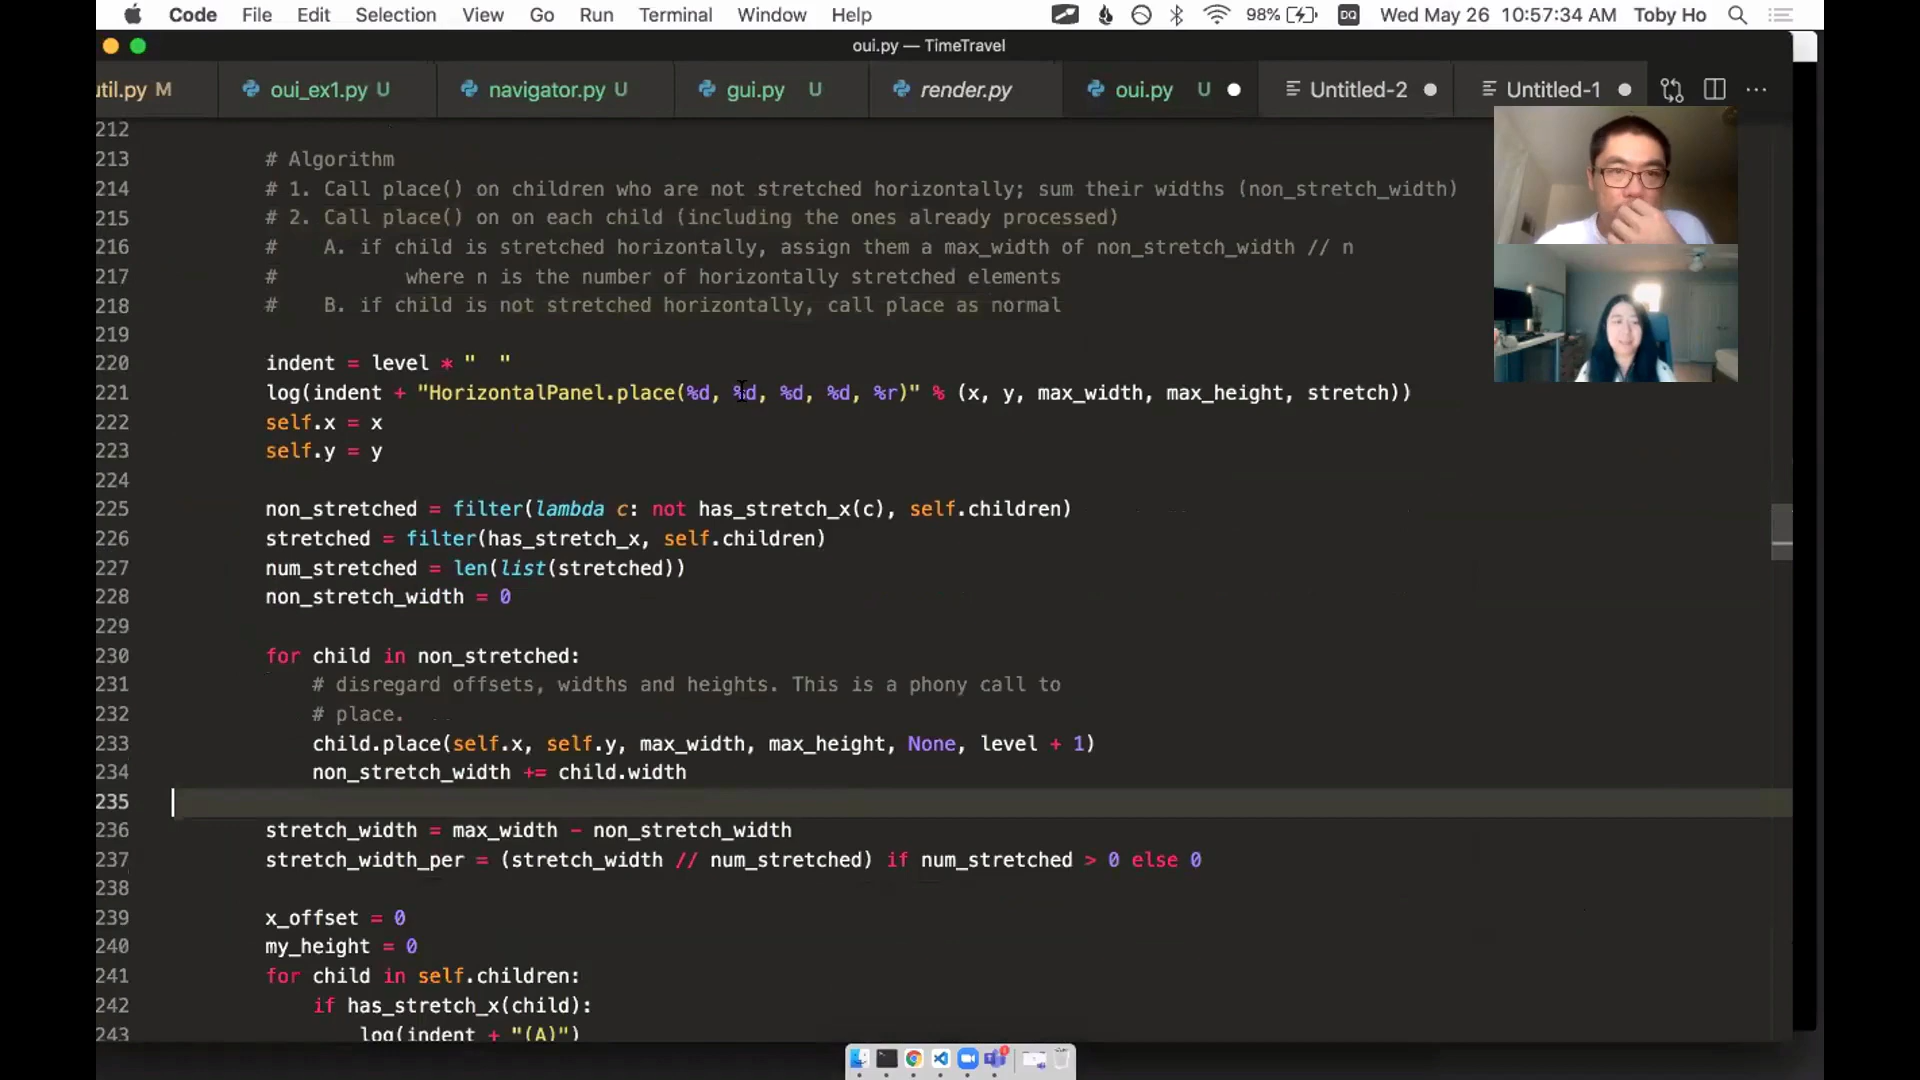 Code File Edit Selection View Go Run Terminal Window Help 98% DQ Wed May 26 10:57:34 AM Toby Ho
oui.py — TimeTravel
util.py M oui_ex1.py U navigator.py U gui.py U render.py oui.py U Untitled-2 Untitled-1 ...
212
213 # Algorithm
214 # 1. Call place() on children who are not stretched horizontally; sum their widths (non_stretch_width)
215 # 2. Call place() on on each child (including the ones already processed)
216 # A. if child is stretched horizontally, assign them a max_width of non_stretch_width // n
217 # where n is the number of horizontally stretched elements
218 # B. if child is not stretched horizontally, call place as normal
219
220 indent = level * "  "
221 log(indent + "HorizontalPanel.place(%d, %d, %d, %d, %r)" % (x, y, max_width, max_height, stretch))
222 self.x = x
223 self.y = y
224
225 non_stretched = filter(lambda c: not has_stretch_x(c), self.children)
226 stretched = filter(has_stretch_x, self.children)
227 num_stretched = len(list(stretched))
228 non_stretch_width = 0
229
230 for child in non_stretched:
231 # disregard offsets, widths and heights. This is a phony call to
232 # place.
233 child.place(self.x, self.y, max_width, max_height, None, level + 1)
234 non_stretch_width += child.width
235
236 stretch_width = max_width - non_stretch_width
237 stretch_width_per = (stretch_width // num_stretched) if num_stretched > 0 else 0
238
239 x_offset = 0
240 my_height = 0
241 for child in self.children:
242 if has_stretch_x(child):
243 log(indent + "(A)")